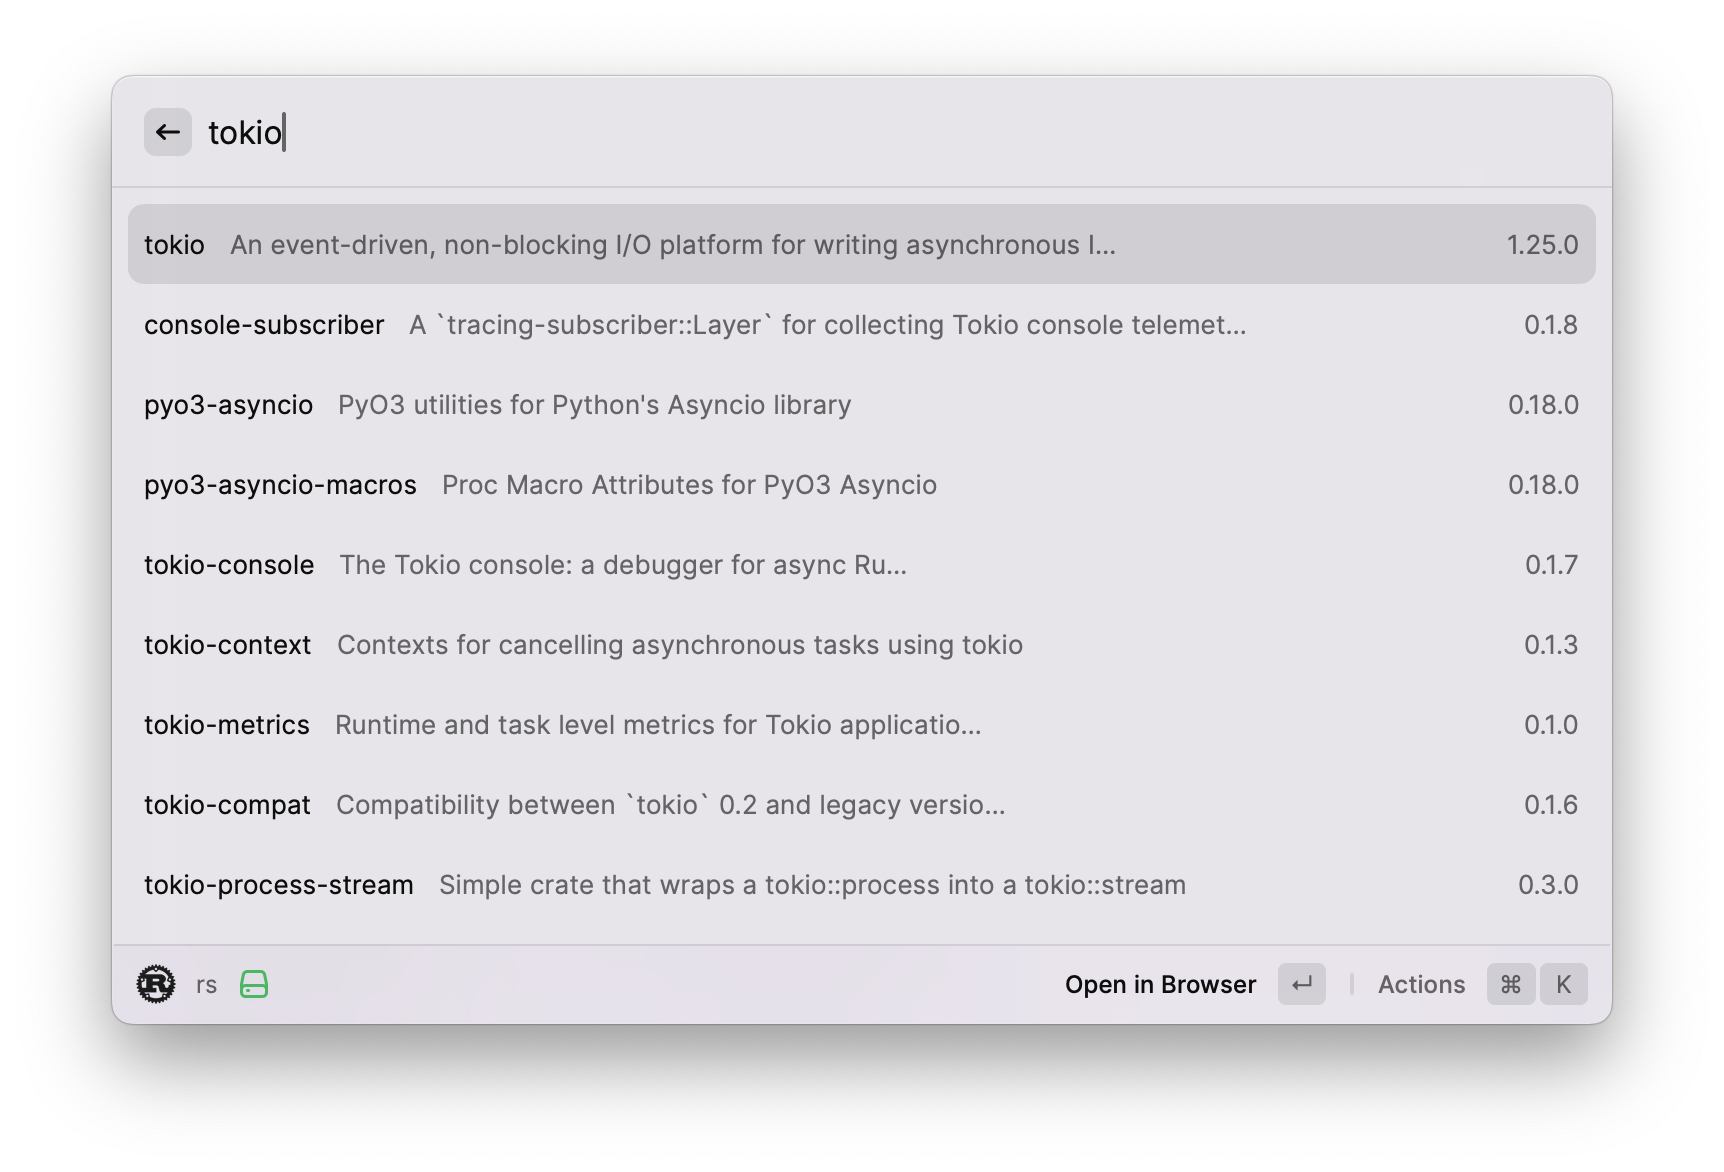 tokio
tokio An event-driven, non-blocking I/O platform for writing asynchronous I... 1.25.0
console-subscriber A `tracing-subscriber::Layer` for collecting Tokio console telemet... 0.1.8
pyo3-asyncio PyO3 utilities for Python's Asyncio library 0.18.0
pyo3-asyncio-macros Proc Macro Attributes for PyO3 Asyncio 0.18.0
tokio-console The Tokio console: a debugger for async Ru... 0.1.7
tokio-context Contexts for cancelling asynchronous tasks using tokio 0.1.3
tokio-metrics Runtime and task level metrics for Tokio applicatio... 0.1.0
tokio-compat Compatibility between `tokio` 0.2 and legacy versio... 0.1.6
tokio-process-stream Simple crate that wraps a tokio::process into a tokio::stream 0.3.0
R rs Open in Browser ↵ Actions ⌘ K